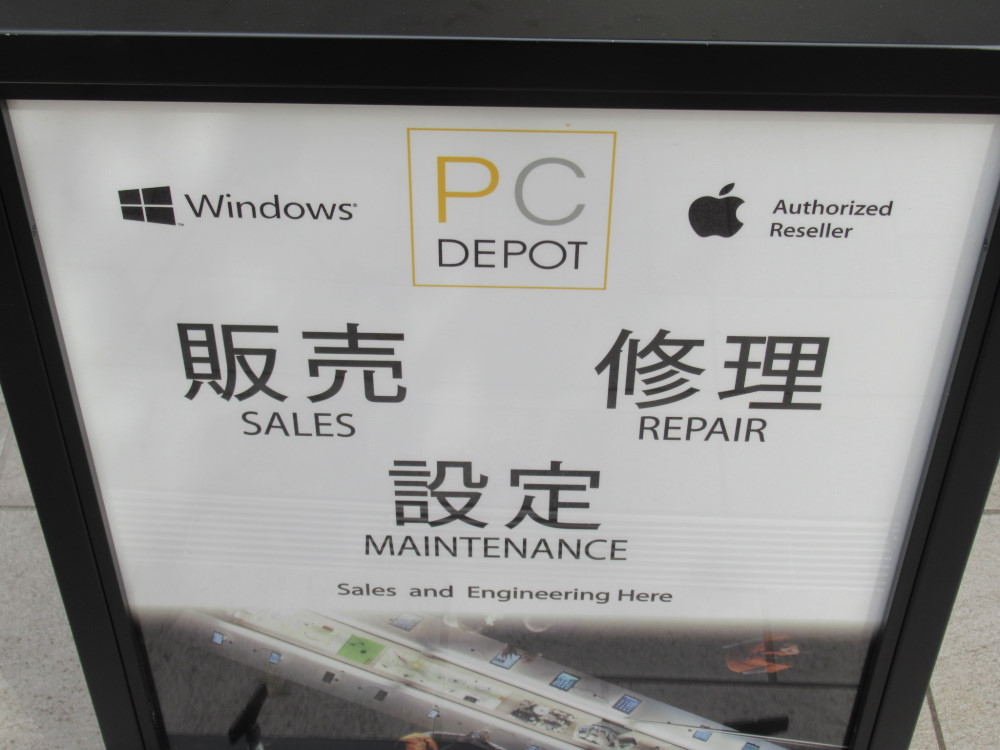 Windows
PC
DEPOT
Authorized
Reseller
販売
SALES
修理
REPAIR
設定
MAINTENANCE
Sales and Engineering Here